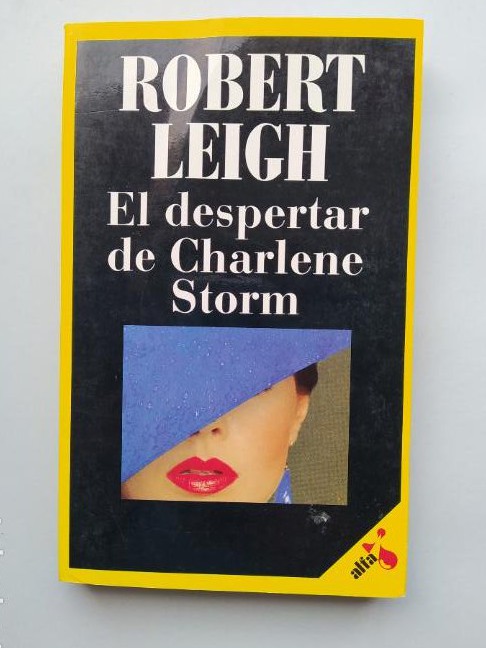 ROBERT
LEIGH
El despertar
de Charlene
Storm
alfa